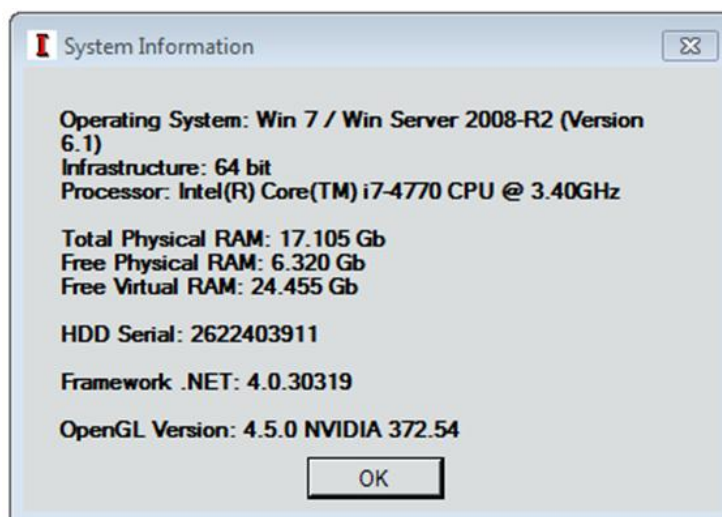 System Information
Operating System: Win 7 / Win Server 2008-R2 (Version
6.1)
Infrastructure: 64 bit
Processor: Intel(R) Core(TM) i7-4770 CPU @ 3.40GHz
Total Physical RAM: 17.105 Gb
Free Physical RAM: 6.320 Gb
Free Virtual RAM: 24.455 Gb
HDD Serial: 2622403911
Framework .NET: 4.0.30319
OpenGL Version: 4.5.0 NVIDIA 372.54
OK